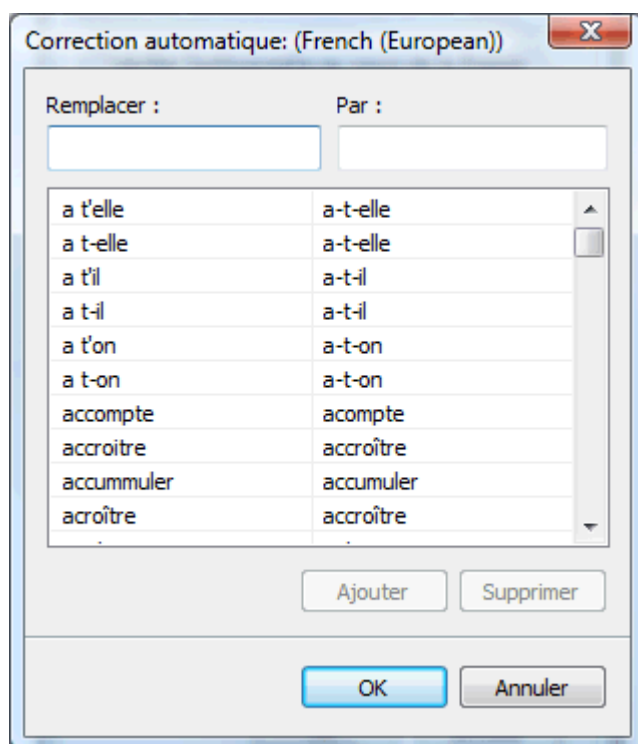 Correction automatique: (French (European))
Remplacer : Par :
a t'elle a-t-elle
a t-elle a-t-elle
a t'il a-t-il
a t-il a-t-il
a t'on a-t-on
a t-on a-t-on
accompte acompte
accroitre accroître
accummuler accumuler
acroître accroître
Ajouter Supprimer
OK Annuler